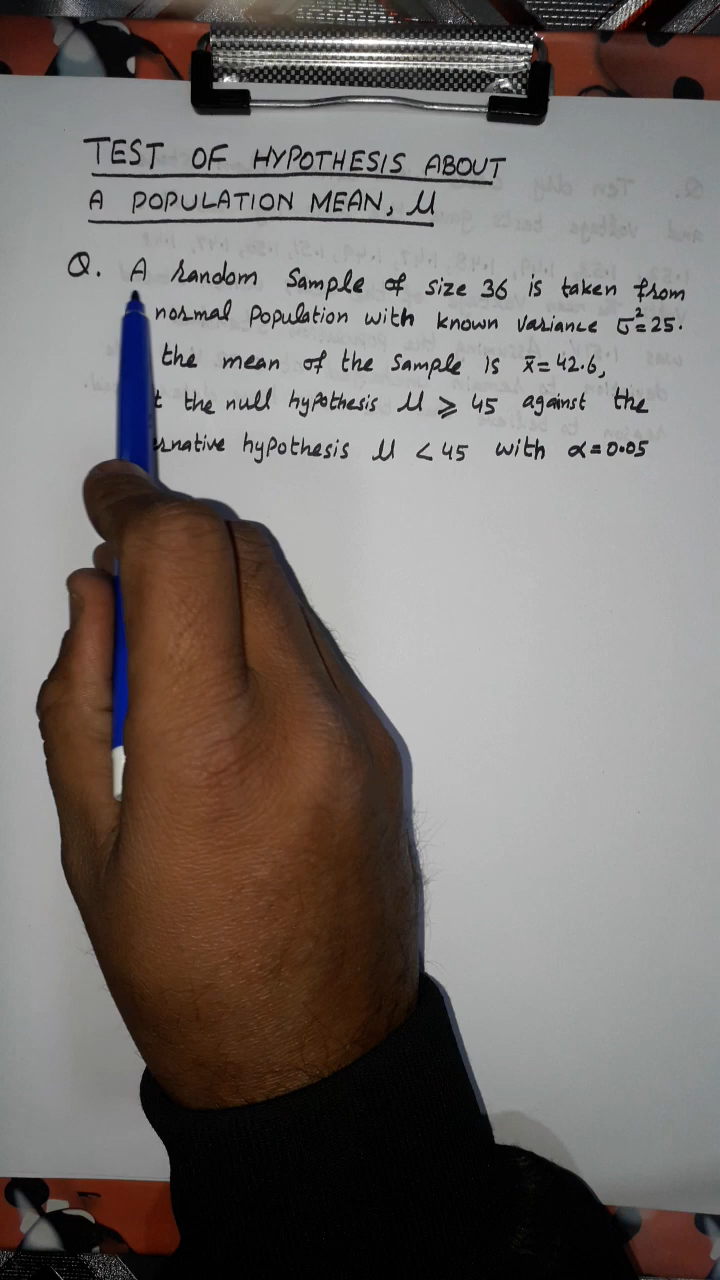 TEST OF HYPOTHESIS ABOUT
A POPULATION MEAN, μ
Q. A random Sample of size 36 is taken from
normal population with known variance σ²=25.
the mean of the sample is x̄=42.6,
t the null hypothesis μ ⩾ 45 against the
rnative hypothesis μ < 45 with α=0.05